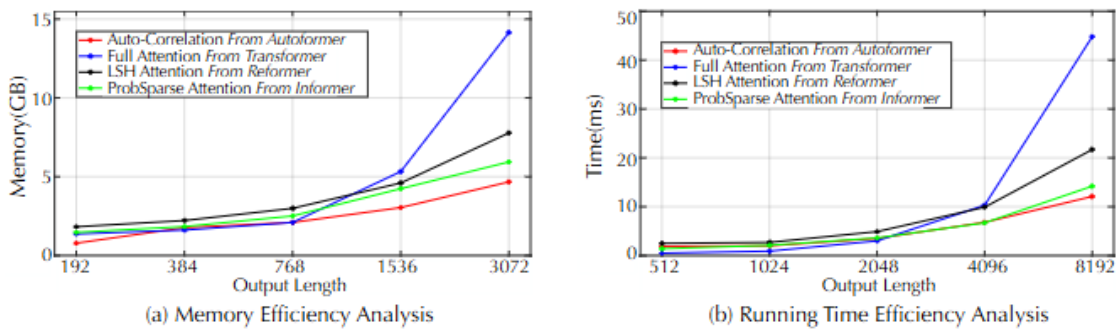 Memory(GB)
15
10
5
0
Auto-Correlation From Autoformer
Full Attention From Transformer
LSH Attention From Reformer
ProbSparse Attention From Informer
192 384 768 1536 3072
Output Length
(a) Memory Efficiency Analysis
Time(ms)
50
40
30
20
10
0
Auto-Correlation From Autoformer
Full Attention From Transformer
LSH Attention From Reformer
ProbSparse Attention From Informer
512 1024 2048 4096 8192
Output Length
(b) Running Time Efficiency Analysis